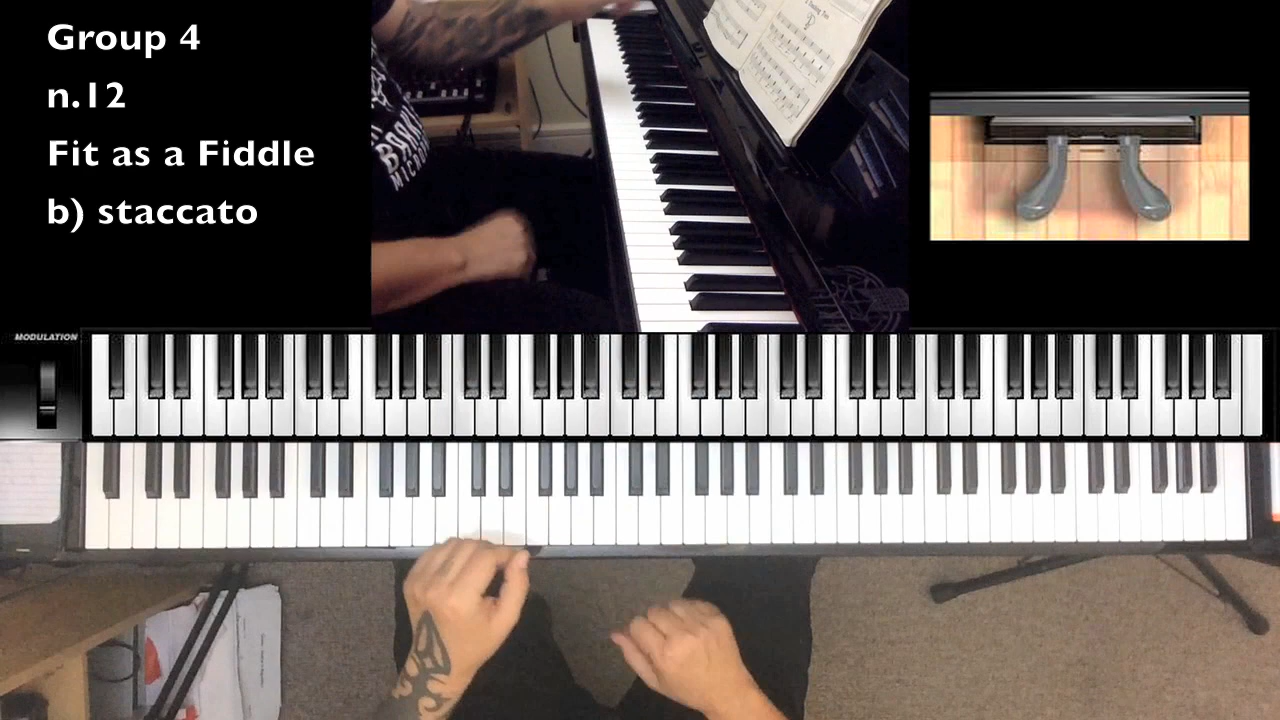 Group 4
n.12
Fit as a Fiddle
b) staccato
MODULATION